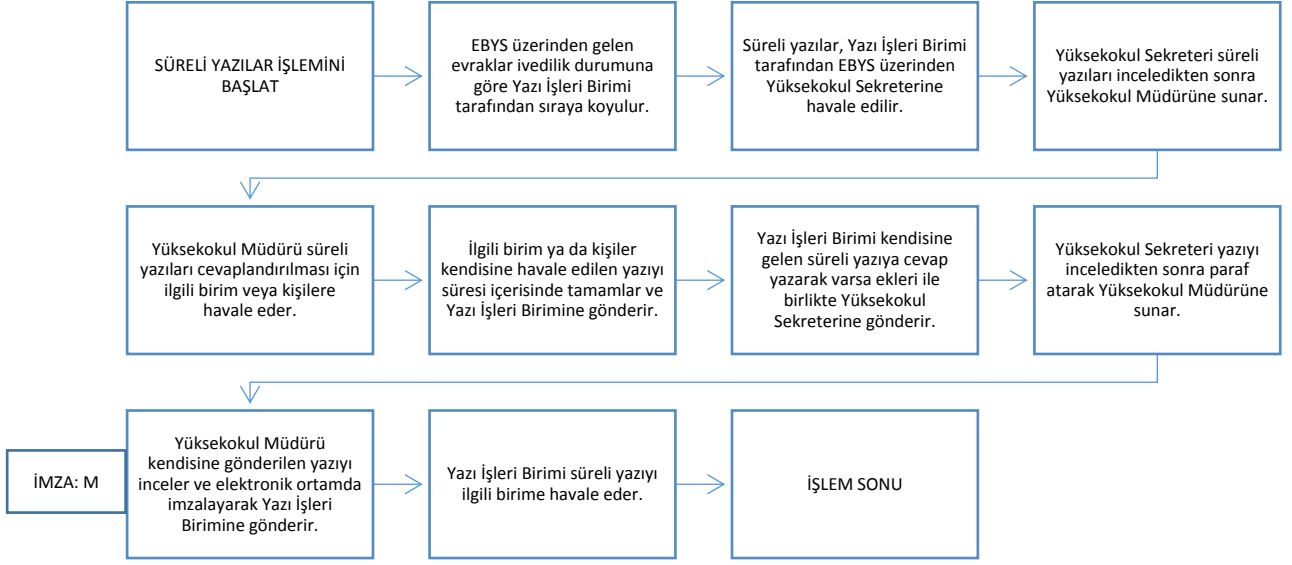 SÜRELİ YAZILAR İŞLEMİNİ
BAŞLAT
EBYS üzerinden gelen
evraklar ivedilik durumuna
göre Yazı İşleri Birimi
tarafından sıraya koyulur.
Süreli yazılar, Yazı İşleri Birimi
tarafından EBYS üzerinden
Yüksekokul Sekreterine
havale edilir.
Yüksekokul Sekreteri süreli
yazıları inceledikten sonra
Yüksekokul Müdürüne sunar.
Yüksekokul Müdürü süreli
yazıları cevaplandırılması için
ilgili birim veya kişilere
havale eder.
İlgili birim ya da kişiler
kendisine havale edilen yazıyı
süresi içerisinde tamamlar ve
Yazı İşleri Birimine gönderir.
Yazı İşleri Birimi kendisine
gelen süreli yazıya cevap
yazarak varsa ekleri ile
birlikte Yüksekokul
Sekreterine gönderir.
Yüksekokul Sekreteri yazıyı
inceledikten sonra paraf
atarak Yüksekokul Müdürüne
sunar.
İMZA: M
Yüksekokul Müdürü
kendisine gönderilen yazıyı
inceler ve elektronik ortamda
imzalayarak Yazı İşleri
Birimine gönderir.
Yazı İşleri Birimi süreli yazıyı
ilgili birime havale eder.
İŞLEM SONU